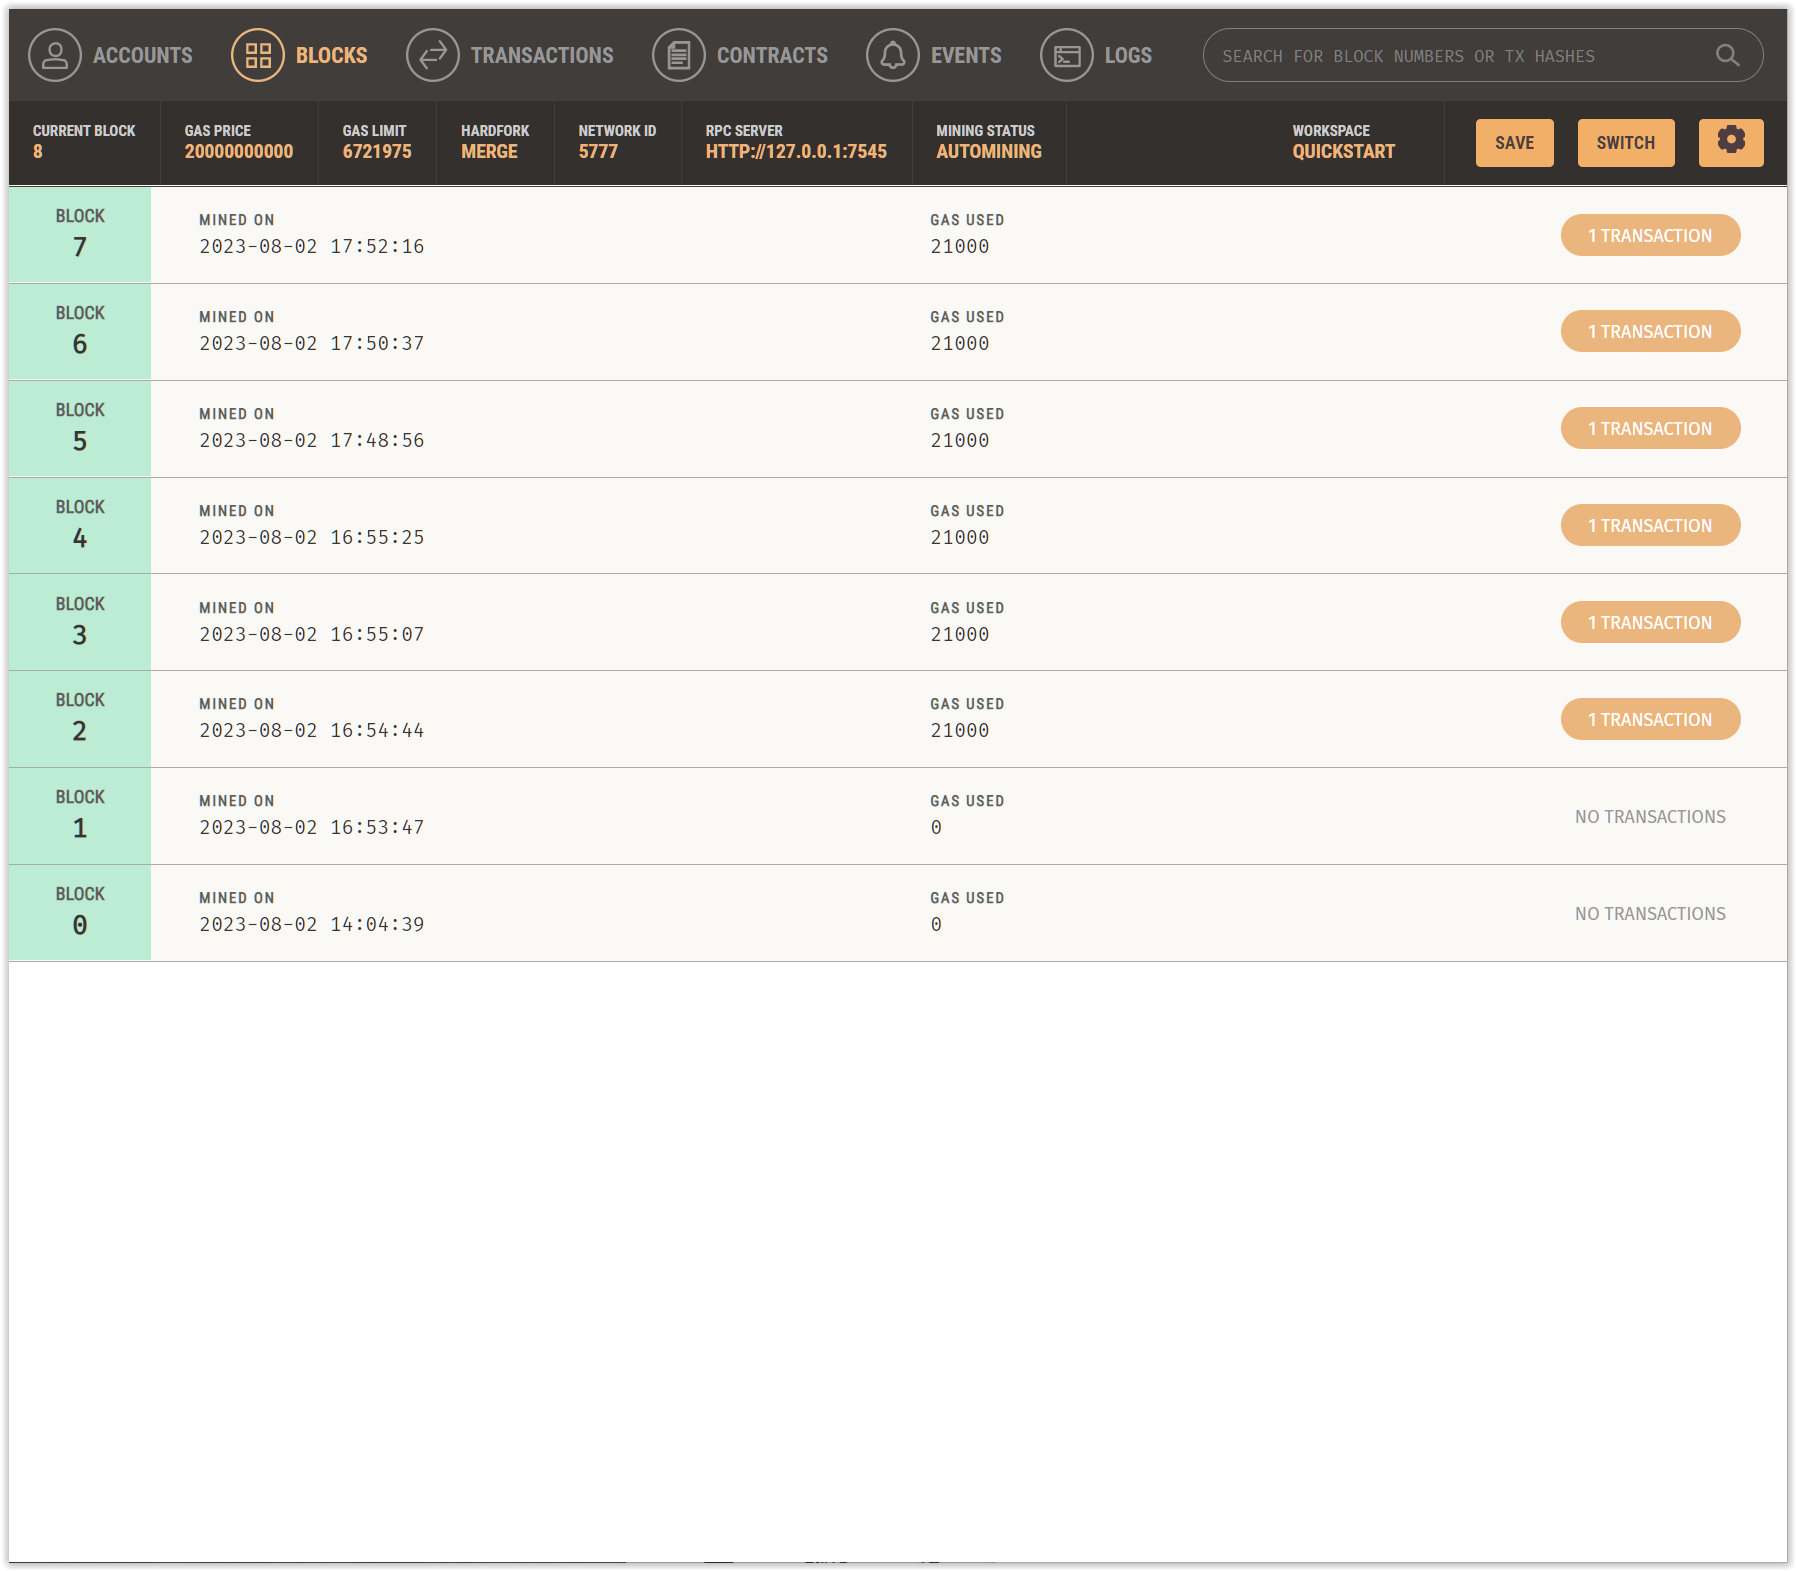 ACCOUNTS BLOCKS TRANSACTIONS CONTRACTS EVENTS LOGS SEARCH FOR BLOCK NUMBERS OR TX HASHES
CURRENT BLOCK GAS PRICE GAS LIMIT HARDFORK NETWORK ID RPC SERVER MINING STATUS WORKSPACE
8 20000000000 6721975 MERGE 5777 HTTP://127.0.0.1:7545 AUTOMINING QUICKSTART
SAVE SWITCH
BLOCK MINED ON GAS USED
7 2023-08-02 17:52:16 21000 1 TRANSACTION
BLOCK MINED ON GAS USED
6 2023-08-02 17:50:37 21000 1 TRANSACTION
BLOCK MINED ON GAS USED
5 2023-08-02 17:48:56 21000 1 TRANSACTION
BLOCK MINED ON GAS USED
4 2023-08-02 16:55:25 21000 1 TRANSACTION
BLOCK MINED ON GAS USED
3 2023-08-02 16:55:07 21000 1 TRANSACTION
BLOCK MINED ON GAS USED
2 2023-08-02 16:54:44 21000 1 TRANSACTION
BLOCK MINED ON GAS USED
1 2023-08-02 16:53:47 0 NO TRANSACTIONS
BLOCK MINED ON GAS USED
0 2023-08-02 14:04:39 0 NO TRANSACTIONS